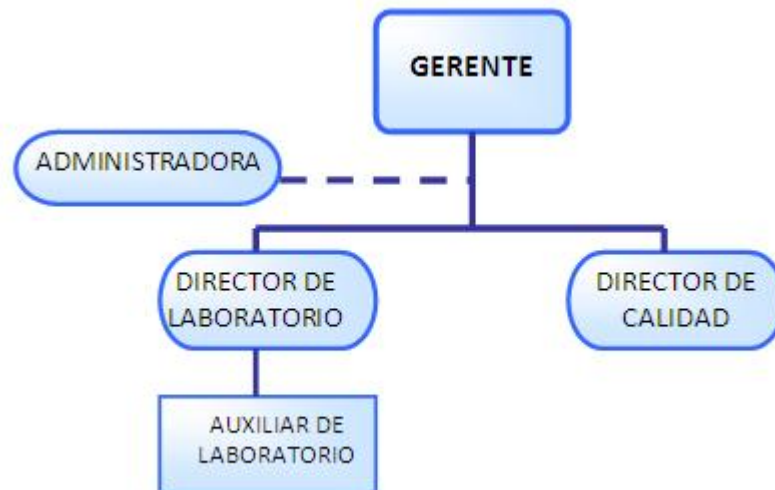 GERENTE
ADMINISTRADORA
DIRECTOR DE
LABORATORIO
DIRECTOR DE
CALIDAD
AUXILIAR DE
LABORATORIO